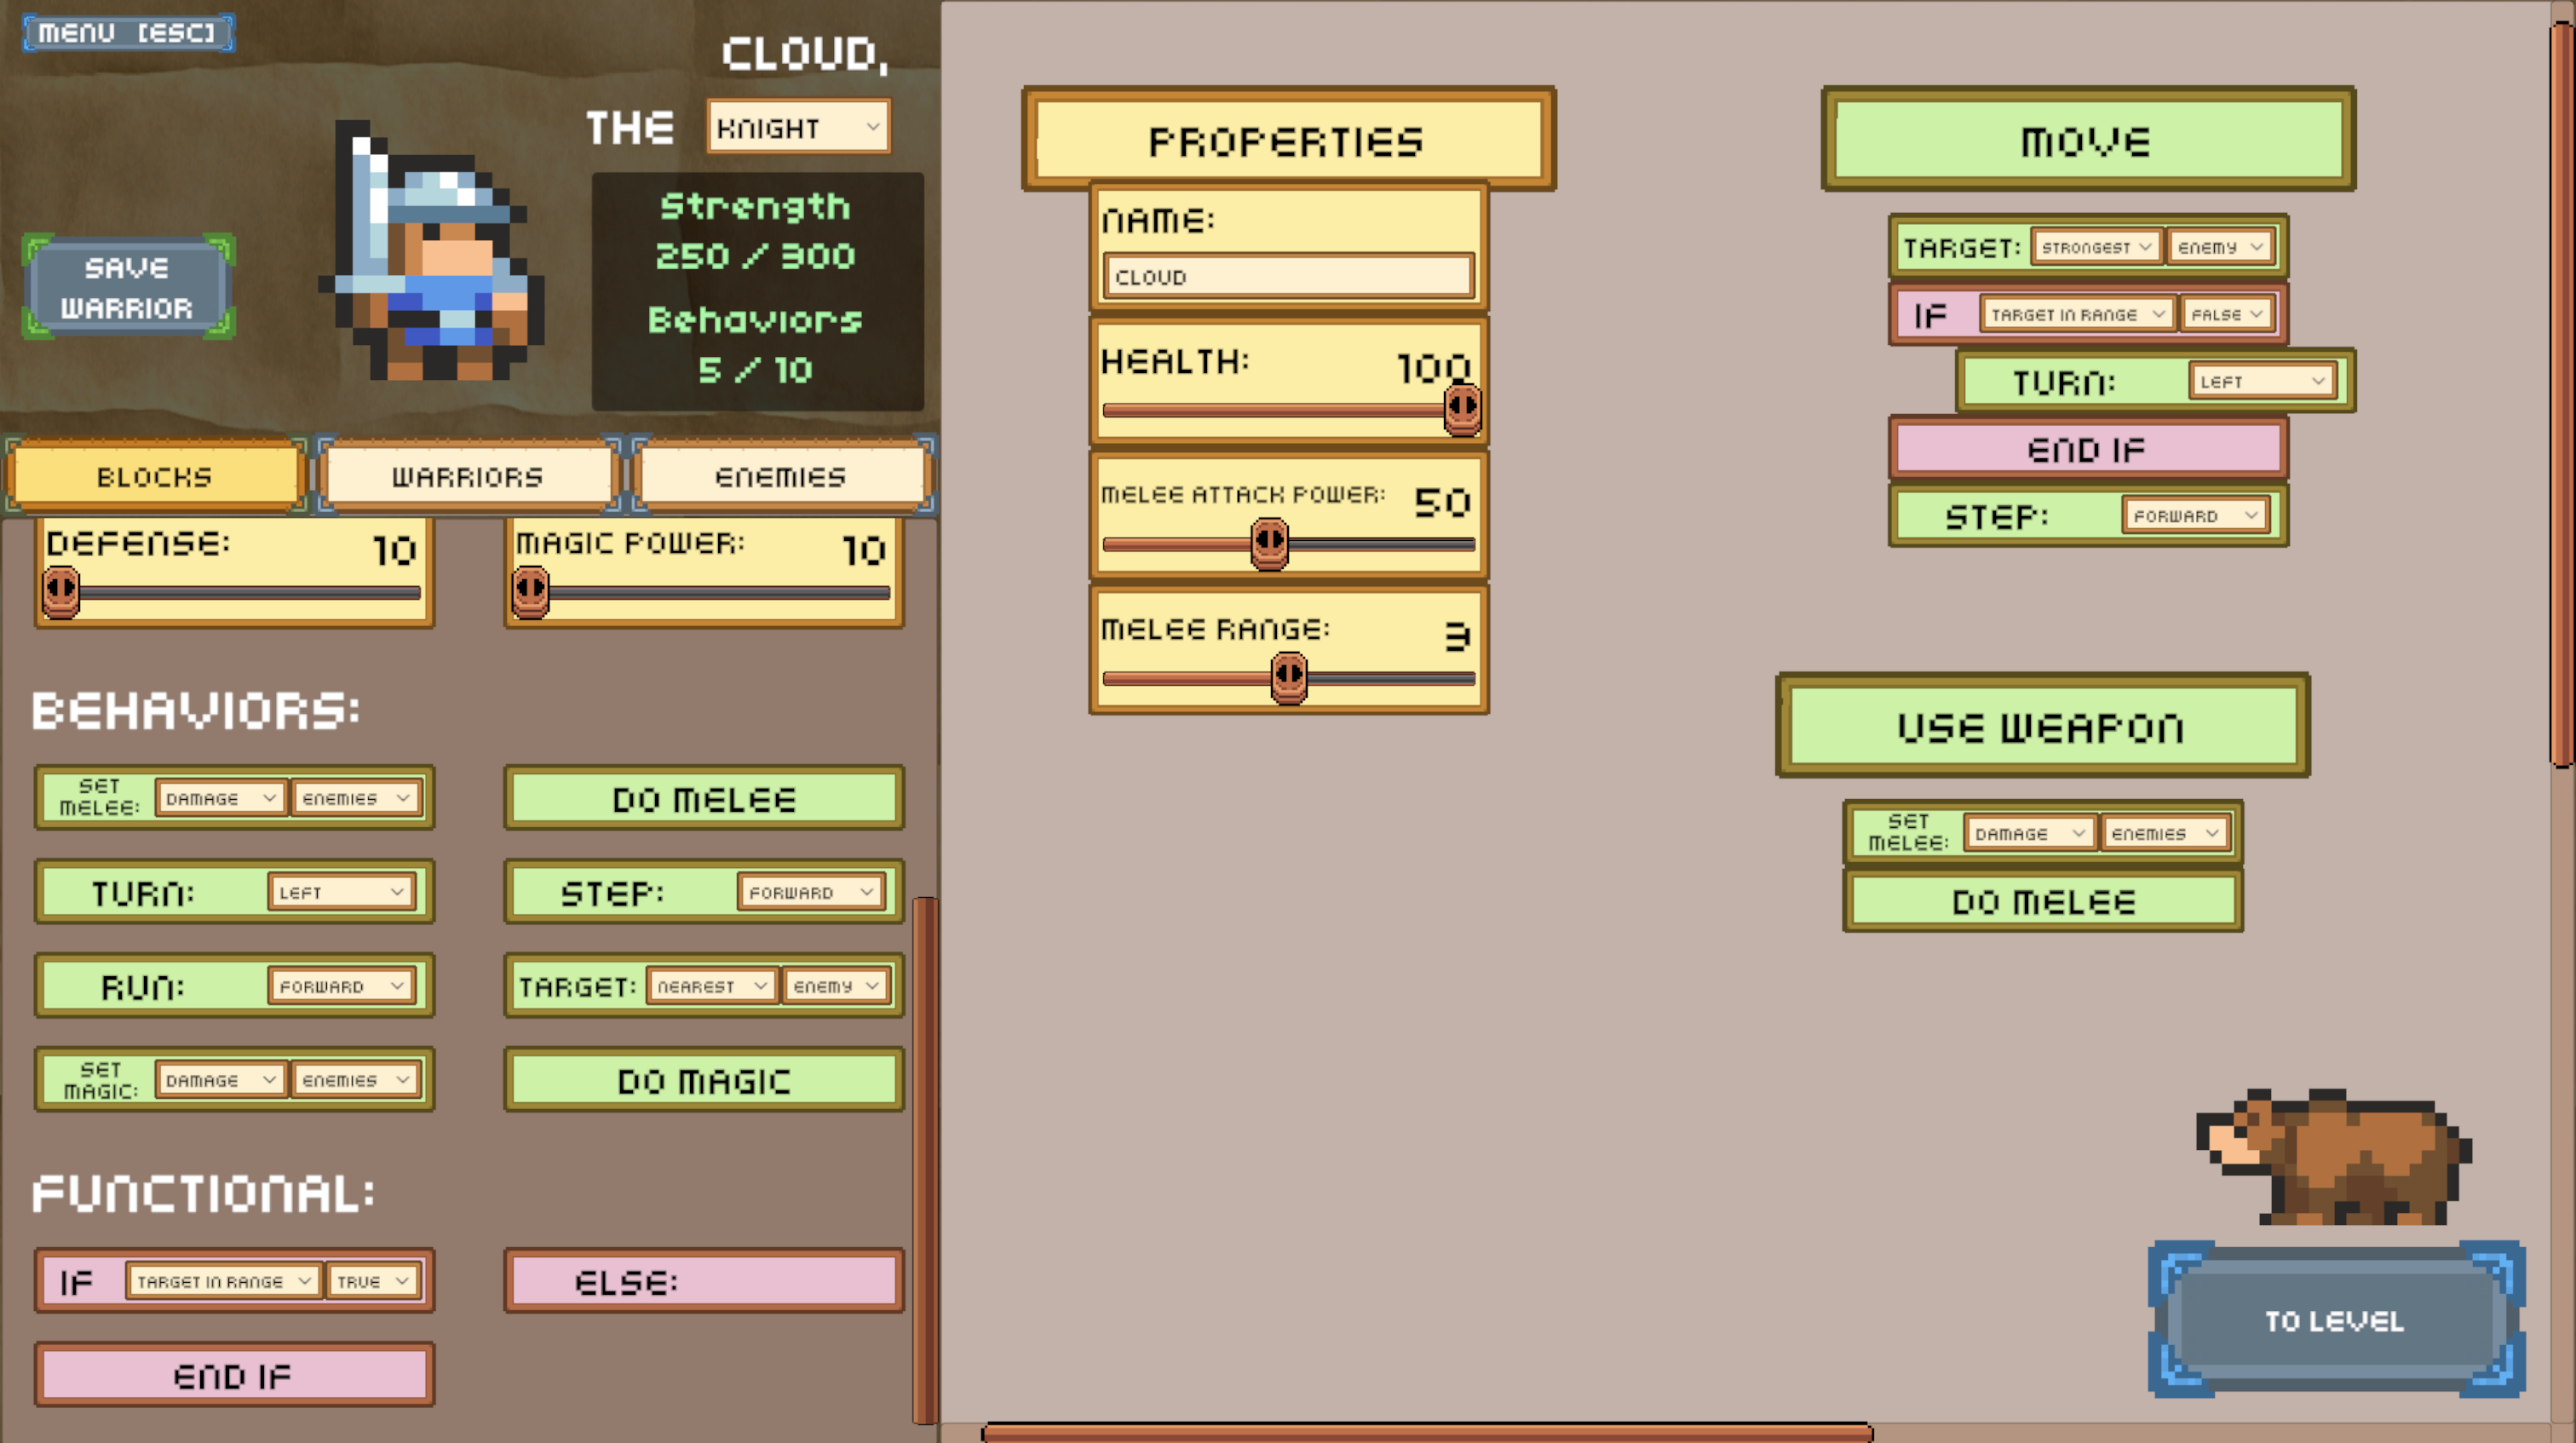 MENU [ESC]
CLOUD,
THE KNIGHT
SAVE
WARRIOR
Strength
250 / 300
Behaviors
5 / 10
BLOCKS
WARRIORS
ENEMIES
DEFENSE: 10
MAGIC POWER: 10
BEHAVIORS:
SET MELEE: DAMAGE ENEMIES
DO MELEE
TURN: LEFT
STEP: FORWARD
RUN: FORWARD
TARGET: NEAREST ENEMY
SET MAGIC: DAMAGE ENEMIES
DO MAGIC
FUNCTIONAL:
IF TARGET IN RANGE TRUE
ELSE:
END IF
PROPERTIES
NAME:
CLOUD
HEALTH: 100
MELEE ATTACK POWER: 50
MELEE RANGE: 3
MOVE
TARGET: STRONGEST ENEMY
IF TARGET IN RANGE FALSE
TURN: LEFT
END IF
STEP: FORWARD
USE WEAPON
SET MELEE: DAMAGE ENEMIES
DO MELEE
TO LEVEL